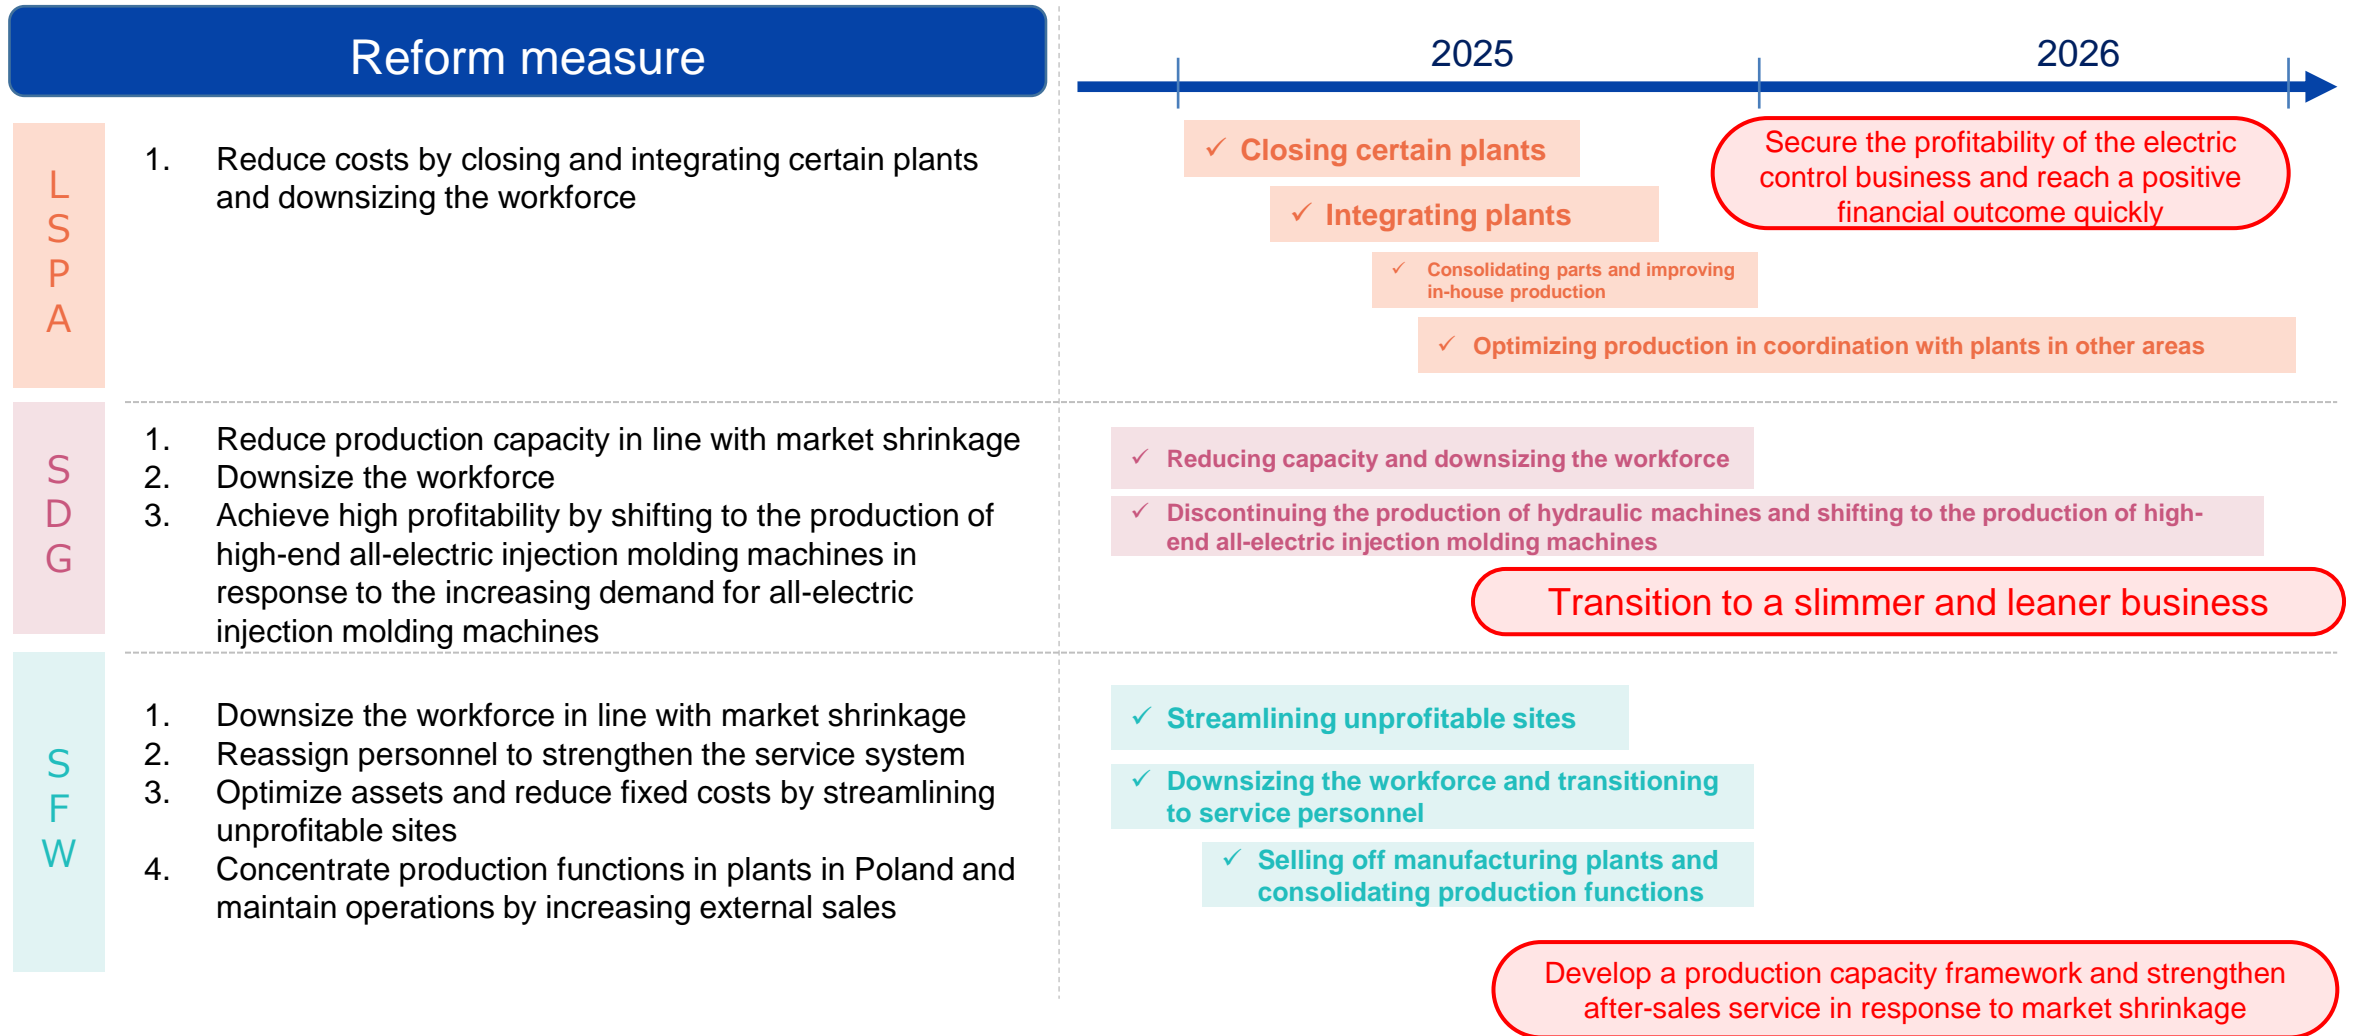 Reform measure
2025
2026
LSPA
1. Reduce costs by closing and integrating certain plants
and downsizing the workforce
✓ Closing certain plants
✓ Integrating plants
✓ Consolidating parts and improving
in-house production
✓ Optimizing production in coordination with plants in other areas
Secure the profitability of the electric
control business and reach a positive
financial outcome quickly
SDG
1. Reduce production capacity in line with market shrinkage
2. Downsize the workforce
3. Achieve high profitability by shifting to the production of
high-end all-electric injection molding machines in
response to the increasing demand for all-electric
injection molding machines
✓ Reducing capacity and downsizing the workforce
✓ Discontinuing the production of hydraulic machines and shifting to the production of high-
end all-electric injection molding machines
Transition to a slimmer and leaner business
SFW
1. Downsize the workforce in line with market shrinkage
2. Reassign personnel to strengthen the service system
3. Optimize assets and reduce fixed costs by streamlining
unprofitable sites
4. Concentrate production functions in plants in Poland and
maintain operations by increasing external sales
✓ Streamlining unprofitable sites
✓ Downsizing the workforce and transitioning
to service personnel
✓ Selling off manufacturing plants and
consolidating production functions
Develop a production capacity framework and strengthen
after-sales service in response to market shrinkage